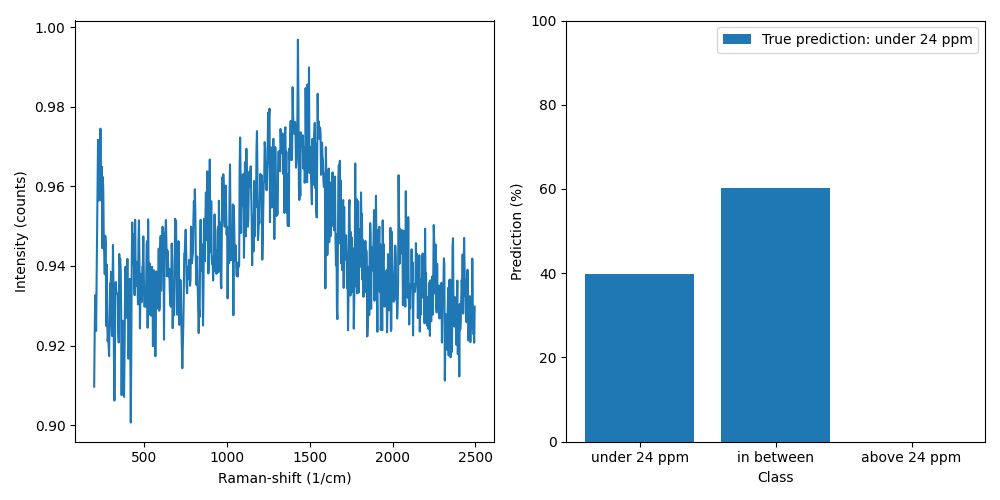 1.00
0.98
0.96
0.94
0.92
0.90
Intensity (counts)
500
1000
1500
2000
2500
Raman-shift (1/cm)
100
80
60
40
20
0
Prediction (%)
True prediction: under 24 ppm
under 24 ppm
in between
above 24 ppm
Class